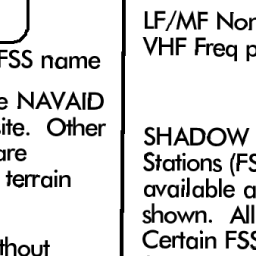 FSS name
NAVAID
ite. Other
are
terrain
thout
LF/MF Non
VHF Freq
SHADOW
Stations (FS
available
shown. All
Certain FSS